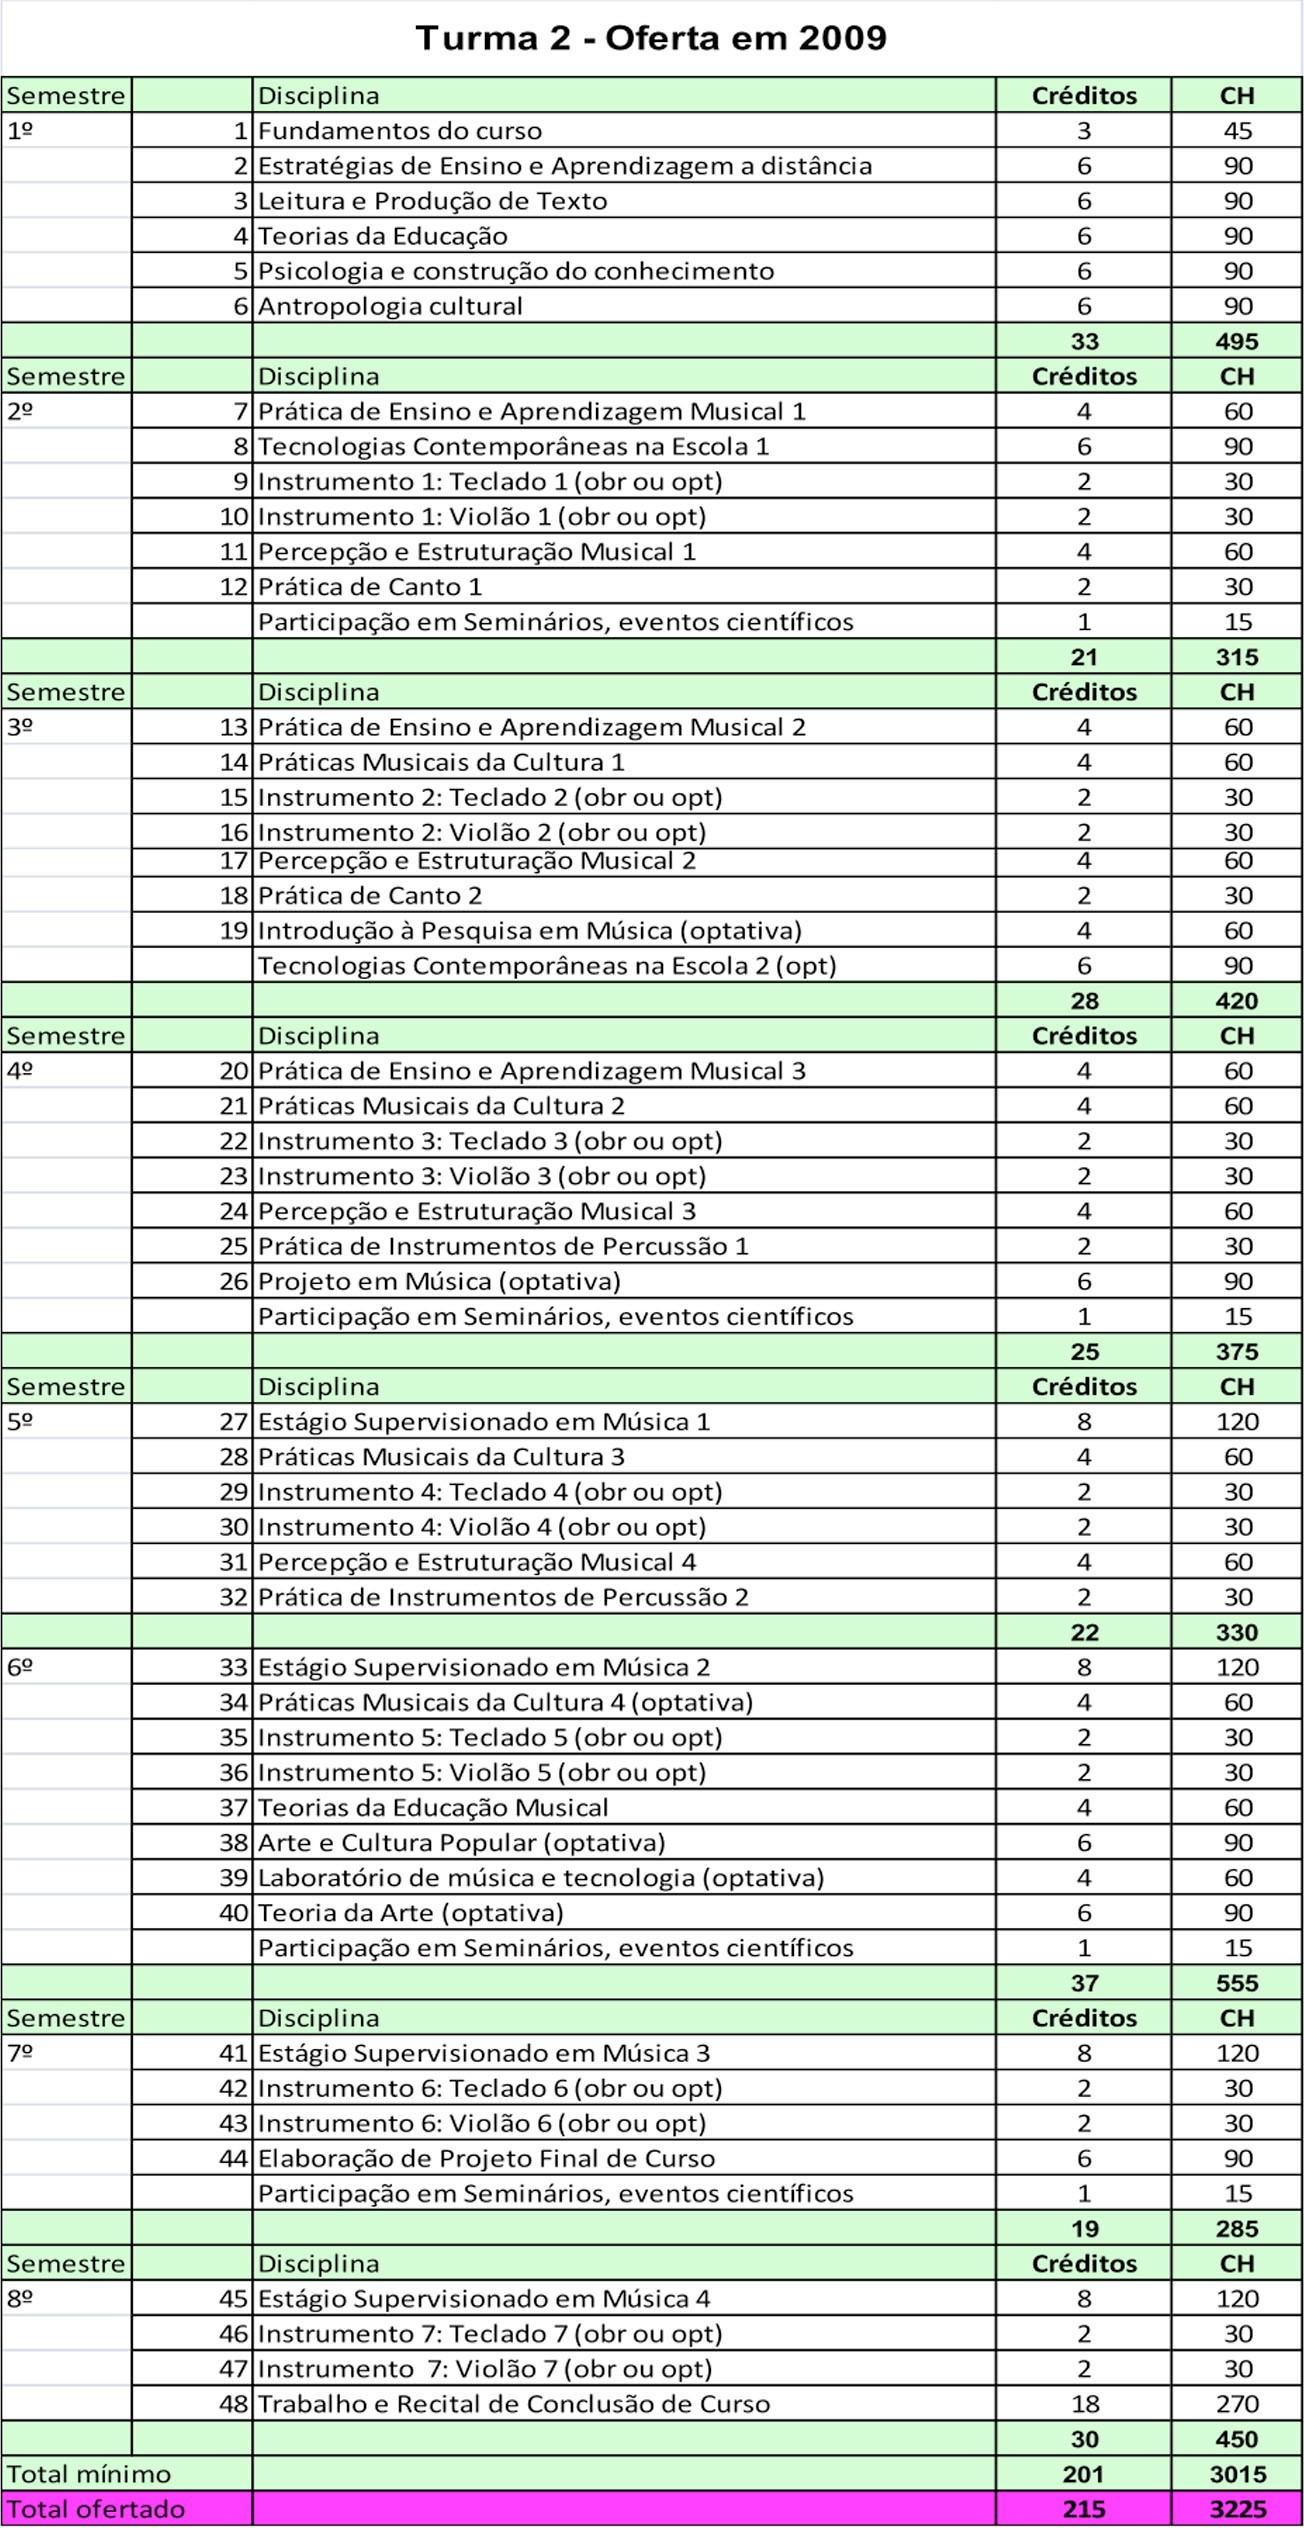 Turma 2 - Oferta em 2009
Semestre Disciplina Créditos CH
1º 1 Fundamentos do curso 3 45
2 Estratégias de Ensino e Aprendizagem a distância 6 90
3 Leitura e Produção de Texto 6 90
4 Teorias da Educação 6 90
5 Psicologia e construção do conhecimento 6 90
6 Antropologia cultural 6 90
33 495
Semestre Disciplina Créditos CH
2º 7 Prática de Ensino e Aprendizagem Musical 1 4 60
8 Tecnologias Contemporâneas na Escola 1 6 90
9 Instrumento 1: Teclado 1 (obr ou opt) 2 30
10 Instrumento 1: Violão 1 (obr ou opt) 2 30
11 Percepção e Estruturação Musical 1 4 60
12 Prática de Canto 1 2 30
Participação em Seminários, eventos científicos 1 15
21 315
Semestre Disciplina Créditos CH
3º 13 Prática de Ensino e Aprendizagem Musical 2 4 60
14 Práticas Musicais da Cultura 1 4 60
15 Instrumento 2: Teclado 2 (obr ou opt) 2 30
16 Instrumento 2: Violão 2 (obr ou opt) 2 30
17 Percepção e Estruturação Musical 2 4 60
18 Prática de Canto 2 2 30
19 Introdução à Pesquisa em Música (optativa) 4 60
Tecnologias Contemporâneas na Escola 2 (opt) 6 90
28 420
Semestre Disciplina Créditos CH
4º 20 Prática de Ensino e Aprendizagem Musical 3 4 60
21 Práticas Musicais da Cultura 2 4 60
22 Instrumento 3: Teclado 3 (obr ou opt) 2 30
23 Instrumento 3: Violão 3 (obr ou opt) 2 30
24 Percepção e Estruturação Musical 3 4 60
25 Prática de Instrumentos de Percussão 1 2 30
26 Projeto em Música (optativa) 6 90
Participação em Seminários, eventos científicos 1 15
25 375
Semestre Disciplina Créditos CH
5º 27 Estágio Supervisionado em Música 1 8 120
28 Práticas Musicais da Cultura 3 4 60
29 Instrumento 4: Teclado 4 (obr ou opt) 2 30
30 Instrumento 4: Violão 4 (obr ou opt) 2 30
31 Percepção e Estruturação Musical 4 4 60
32 Prática de Instrumentos de Percussão 2 2 30
22 330
6º 33 Estágio Supervisionado em Música 2 8 120
34 Práticas Musicais da Cultura 4 (optativa) 4 60
35 Instrumento 5: Teclado 5 (obr ou opt) 2 30
36 Instrumento 5: Violão 5 (obr ou opt) 2 30
37 Teorias da Educação Musical 4 60
38 Arte e Cultura Popular (optativa) 6 90
39 Laboratório de música e tecnologia (optativa) 4 60
40 Teoria da Arte (optativa) 6 90
Participação em Seminários, eventos científicos 1 15
37 555
Semestre Disciplina Créditos CH
7º 41 Estágio Supervisionado em Música 3 8 120
42 Instrumento 6: Teclado 6 (obr ou opt) 2 30
43 Instrumento 6: Violão 6 (obr ou opt) 2 30
44 Elaboração de Projeto Final de Curso 6 90
Participação em Seminários, eventos científicos 1 15
19 285
Semestre Disciplina Créditos CH
8º 45 Estágio Supervisionado em Música 4 8 120
46 Instrumento 7: Teclado 7 (obr ou opt) 2 30
47 Instrumento 7: Violão 7 (obr ou opt) 2 30
48 Trabalho e Recital de Conclusão de Curso 18 270
30 450
Total mínimo 201 3015
Total ofertado 215 3225